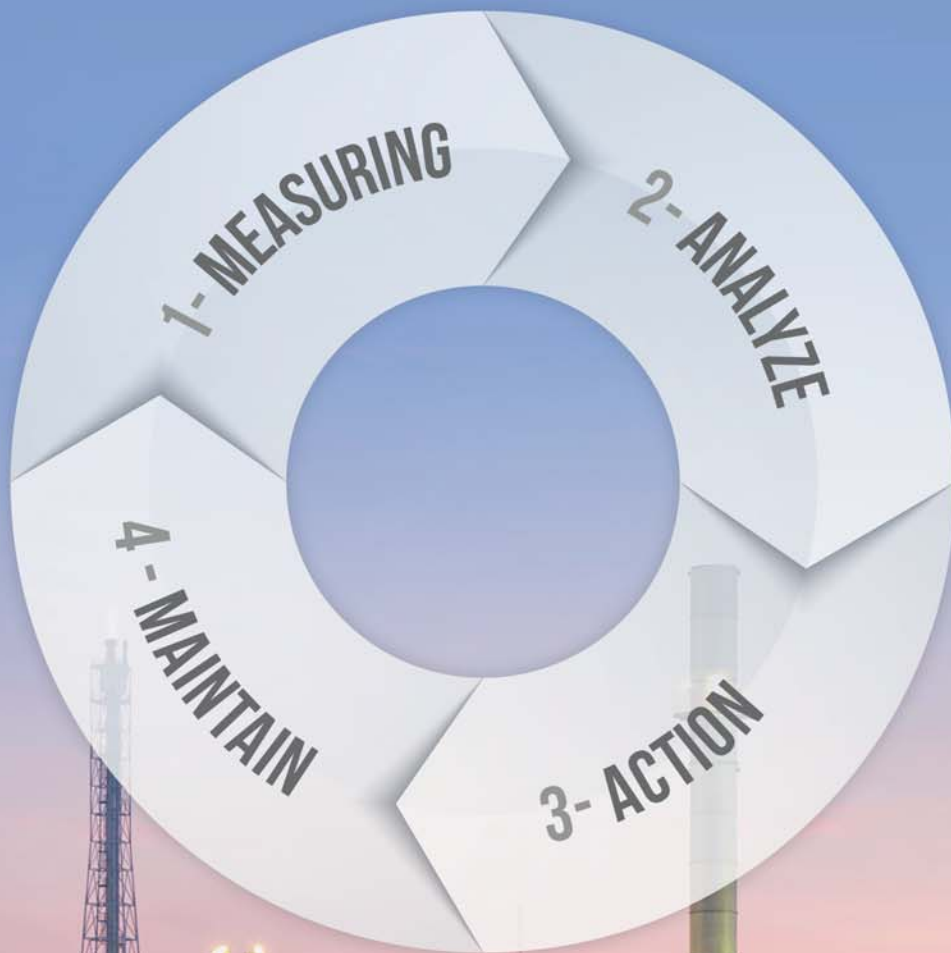 1- MEASURING
2- ANALYZE
3- ACTION
4 - MAINTAIN